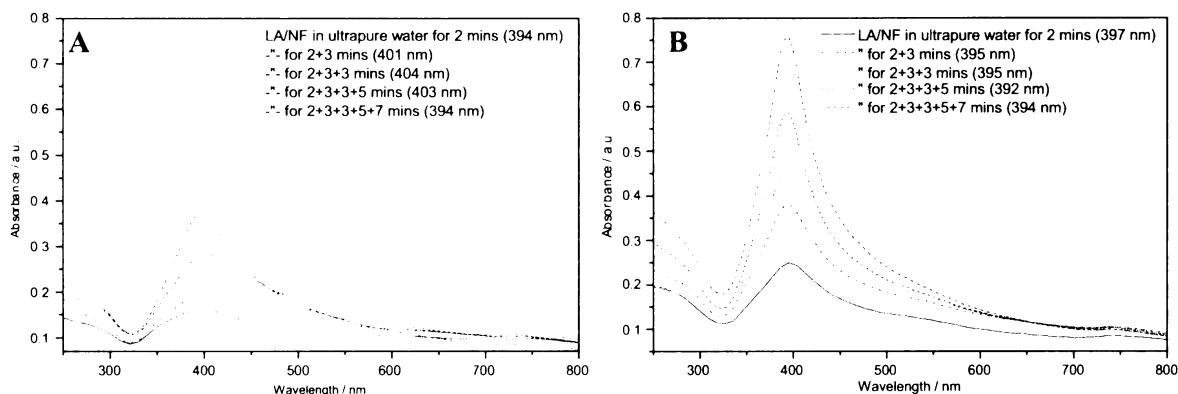 A
LA/NF in ultrapure water for 2 mins (394 nm)
-"- for 2+3 mins (401 nm)
-"- for 2+3+3 mins (404 nm)
-"- for 2+3+3+5 mins (403 nm)
-"- for 2+3+3+5+7 mins (394 nm)
0.8
0.7
0.6
0.5
0.4
0.3
0.2
0.1
Absorbance / a.u.
300 400 500 600 700 800
Wavelength / nm
B
LA/NF in ultrapure water for 2 mins (397 nm)
" for 2+3 mins (395 nm)
" for 2+3+3 mins (395 nm)
" for 2+3+3+5 mins (392 nm)
" for 2+3+3+5+7 mins (394 nm)
0.8
0.7
0.6
0.5
0.4
0.3
0.2
0.1
Absorbance / a.u.
300 400 500 600 700 800
Wavelength / nm